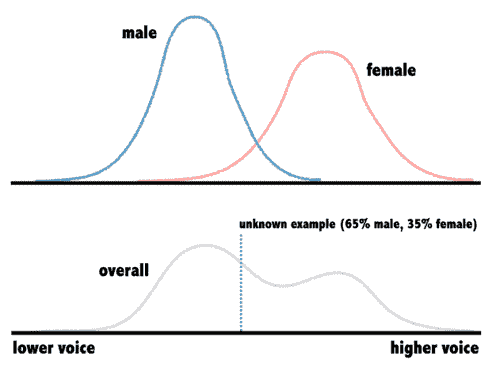 male
female
unknown example (65% male, 35% female)
overall
lower voice
higher voice